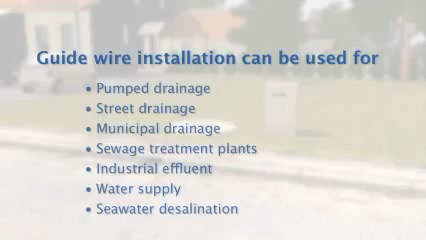 Guide wire installation can be used for
• Pumped drainage
• Street drainage
• Municipal drainage
• Sewage treatment plants
• Industrial effluent
• Water supply
• Seawater desalination